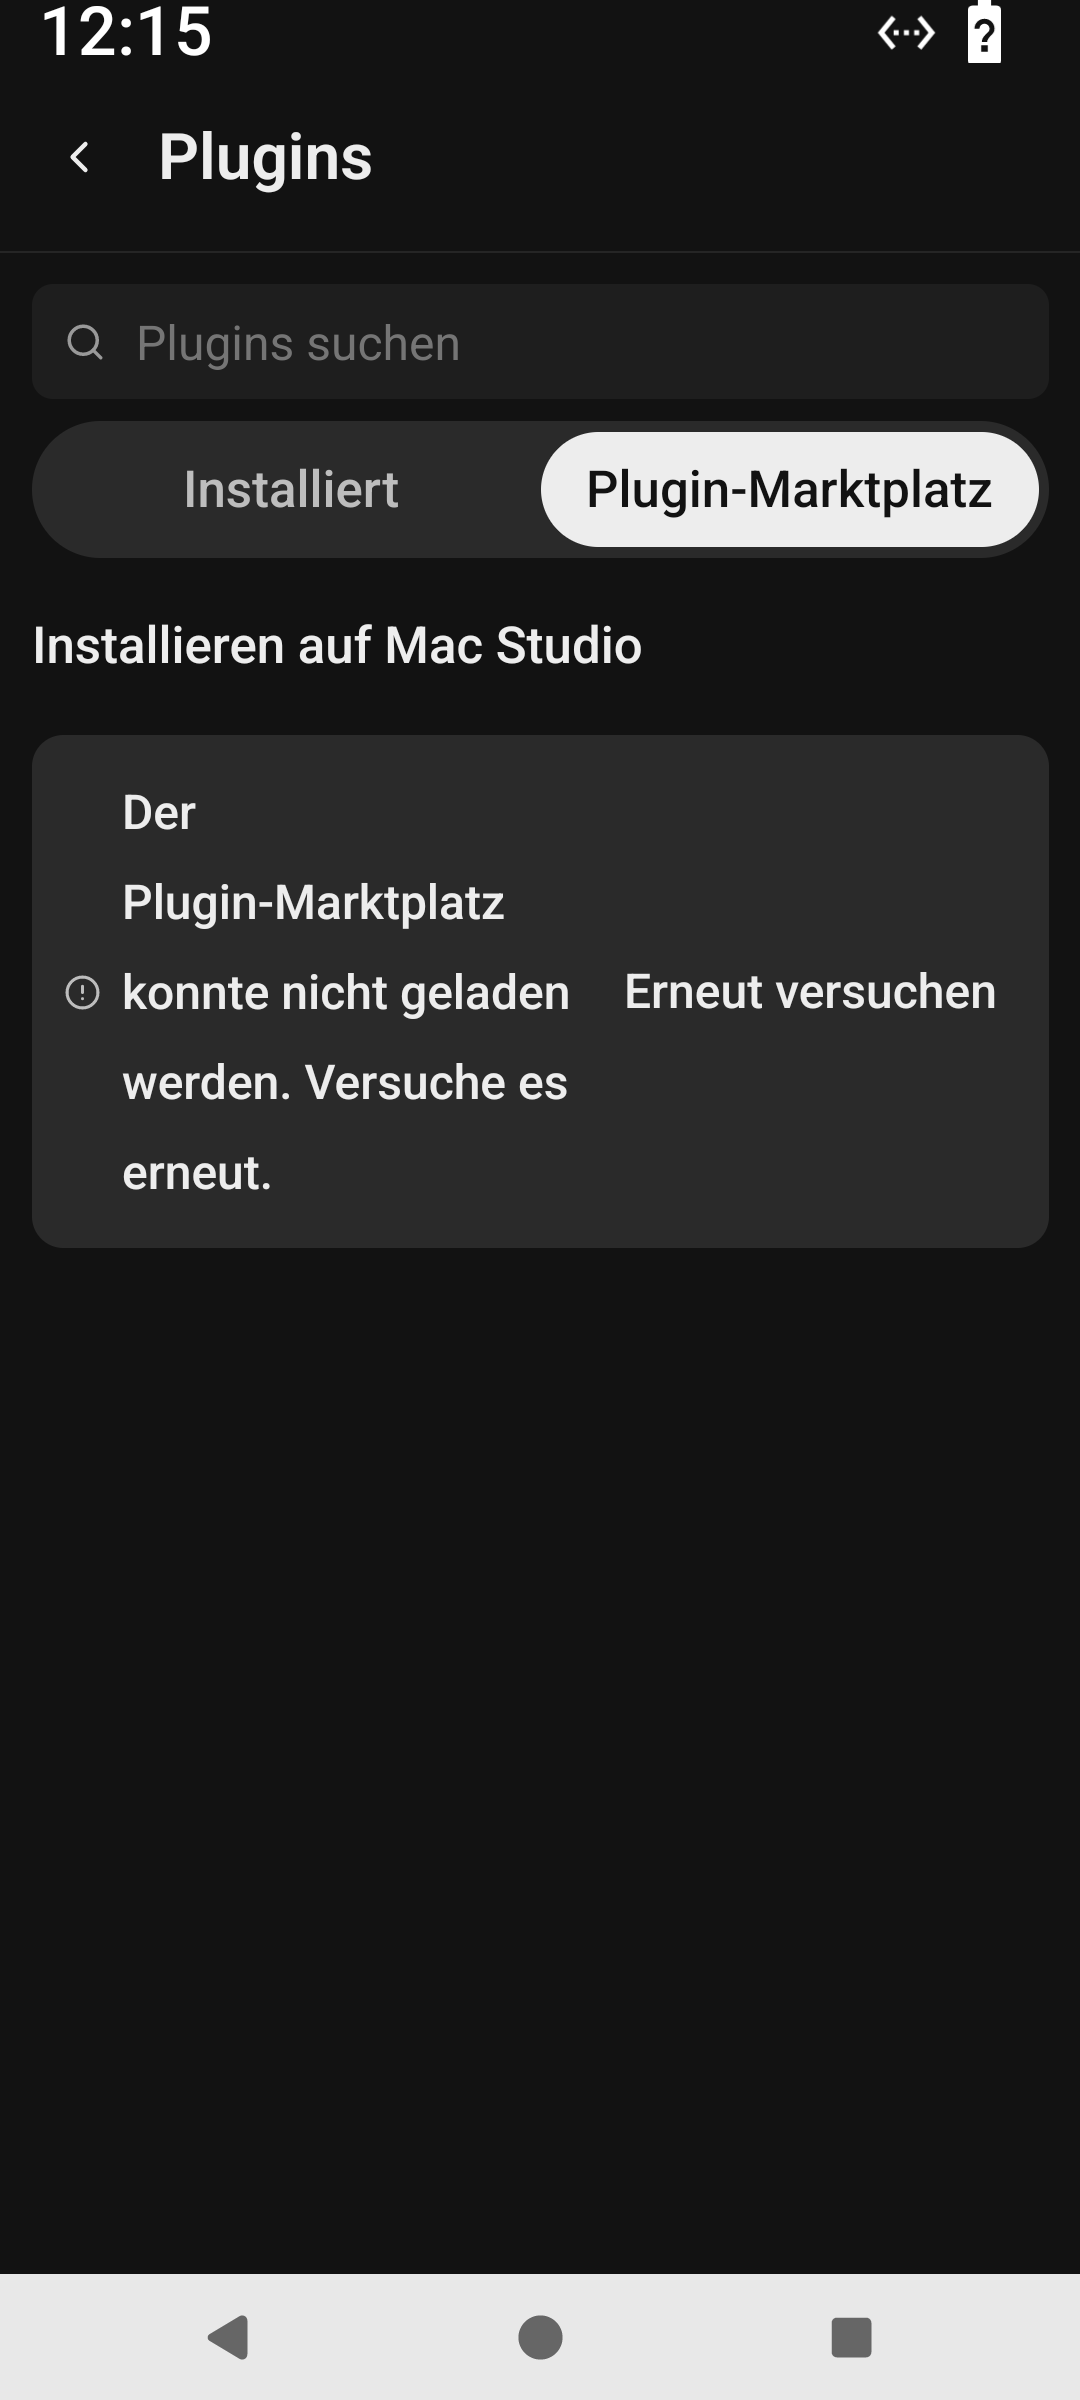 12:15
Plugins
Plugins suchen
Installiert
Plugin-Marktplatz
Installieren auf Mac Studio
Der
Plugin-Marktplatz
konnte nicht geladen
werden. Versuche es
erneut.
Erneut versuchen